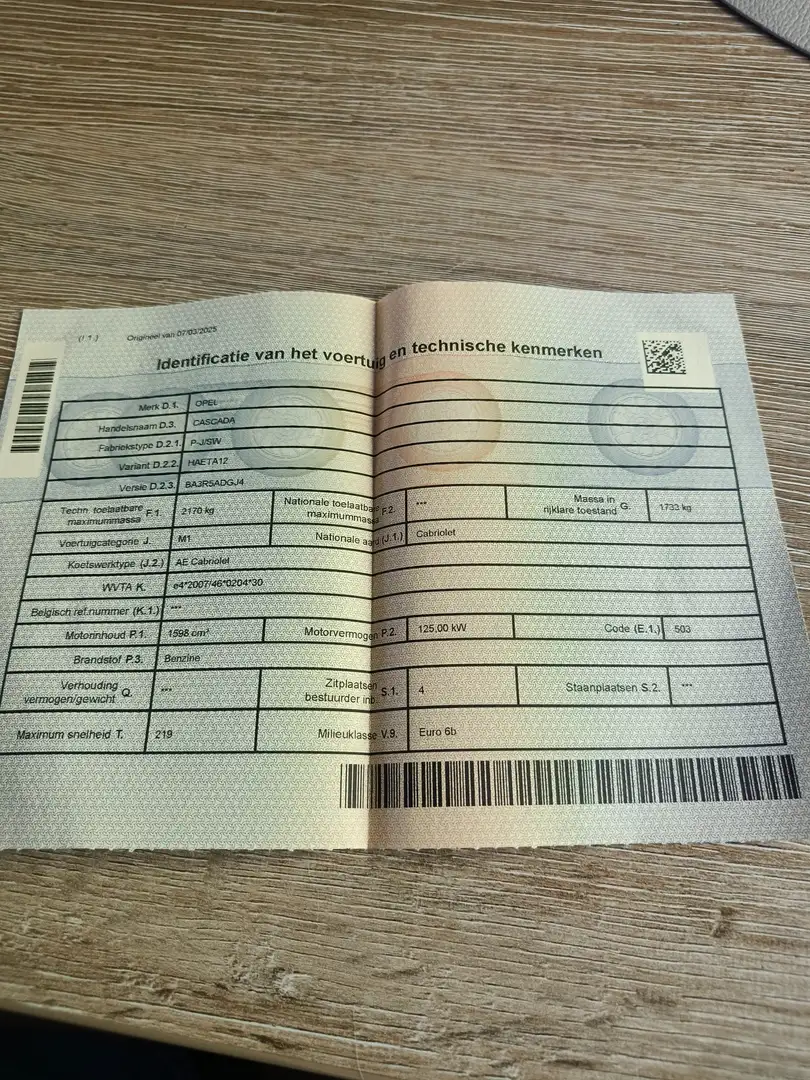 (I.1.) Origineel van 07/03/2025
Identificatie van het voertuig en technische kenmerken
Merk D.1. OPEL
Handelsnaam D.3. CASCADA
Fabriekstype D.2.1. P-J/SW
Variant D.2.2. HAETA12
Versie D.2.3. BA3R5ADGJ4
Techn. toelaatbare maximummassa F.1. 2170 kg Nationale toelaatbare maximummassa F.2. *** Massa in rijklare toestand G. 1733 kg
Voertuigcategorie J. M1 Nationale aard (J.1.) Cabriolet
Koetswerktype (J.2.) AE Cabriolet
WVTA K. e4*2007/46*0204*30
Belgisch ref.nummer (K.1.) ***
Motorinhoud P.1. 1598 cm³ Motorvermogen P.2. 125,00 kW Code (E.1.) 503
Brandstof P.3. Benzine
Verhouding vermogen/gewicht Q. *** Zitplaatsen bestuurder inb. S.1. 4 Staanplaatsen S.2. ***
Maximum snelheid T. 219 Milieuklasse V.9. Euro 6b